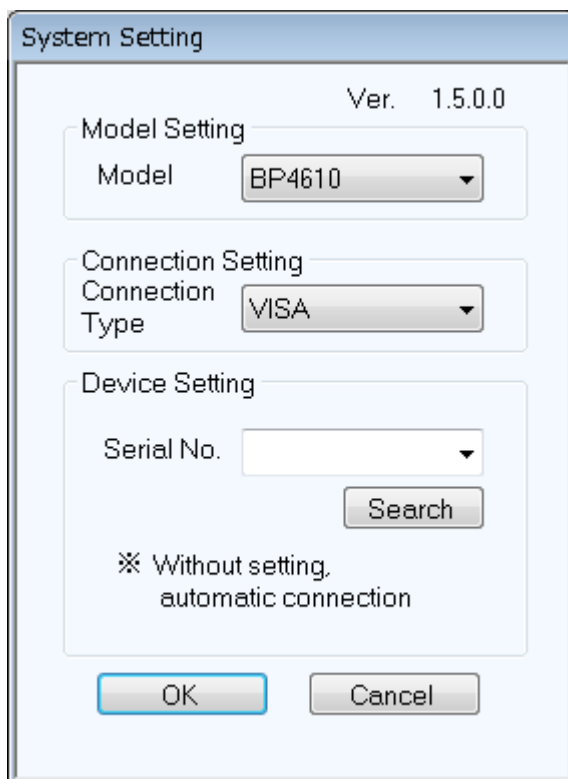 System Setting
Ver. 1.5.0.0
Model Setting
Model BP4610
Connection Setting
Connection
Type VISA
Device Setting
Serial No.
Search
※ Without setting,
automatic connection
OK Cancel